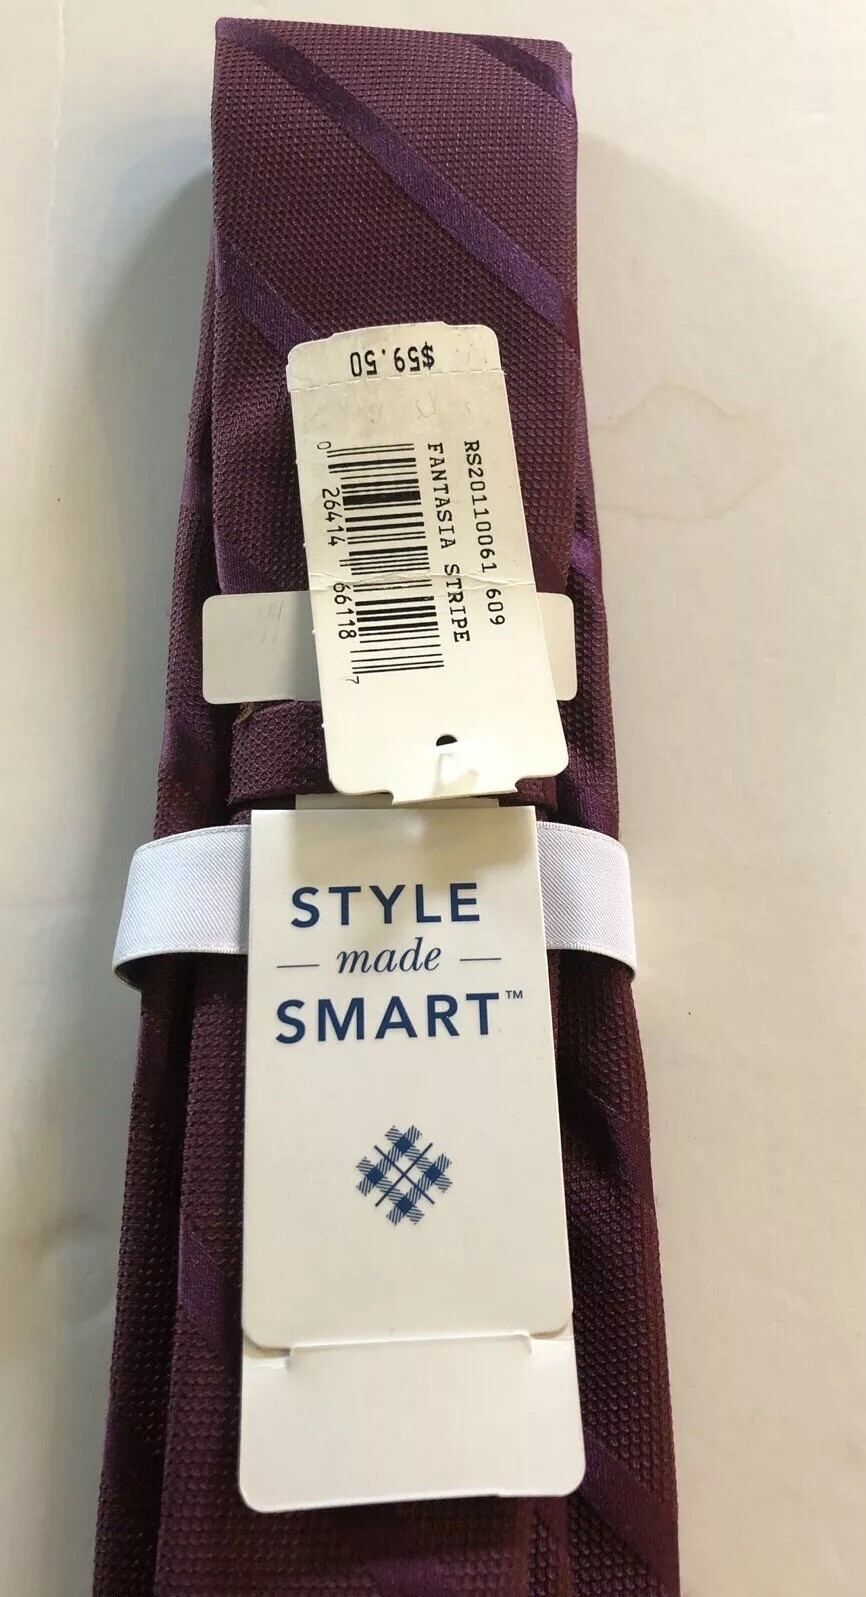 $59.50
RS20110061 609
FANTASIA STRIPE
0 26414 66118 7
STYLE
made
SMART™